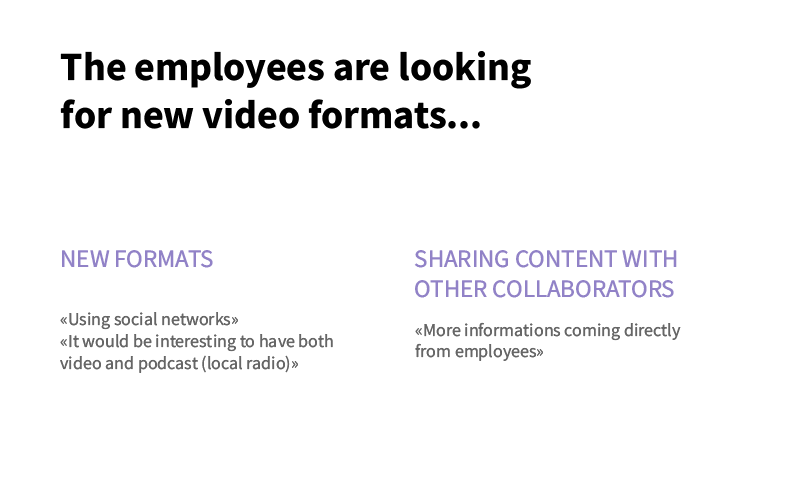 The employees are looking
for new video formats...
NEW FORMATS
«Using social networks»
«It would be interesting to have both
video and podcast (local radio)»
SHARING CONTENT WITH
OTHER COLLABORATORS
«More informations coming directly
from employees»